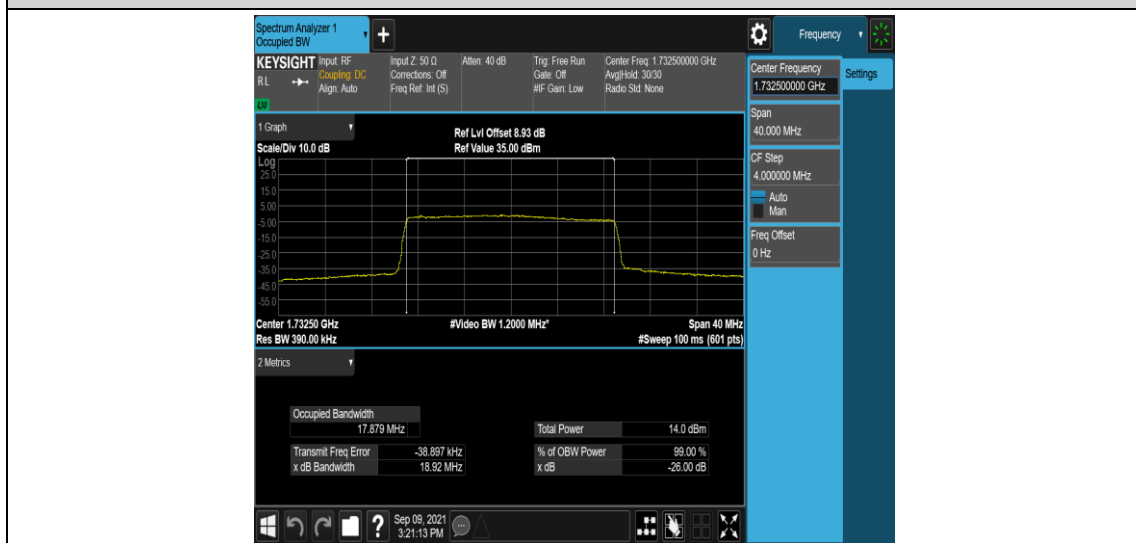 Spectrum Analyzer 1
Occupied BW
+
Frequency
KEYSIGHT Input: RF Input Z: 50 Ω Atten: 40 dB Trig: Free Run Center Freq: 1.732500000 GHz
RL Coupling: DC Corrections: Off Gate: Off Avg|Hold: 30/30
Align: Auto Freq Ref: Int (S) #IF Gain: Low Radio Std: None
LXI
Center Frequency
1.732500000 GHz
Settings
Span
40.000 MHz
CF Step
4.000000 MHz
Auto
Man
Freq Offset
0 Hz
1 Graph
Ref Lvl Offset 8.93 dB
Scale/Div 10.0 dB Ref Value 35.00 dBm
Log
25.0
15.0
5.00
-5.00
-15.0
-25.0
-35.0
-45.0
-55.0
Center 1.73250 GHz #Video BW 1.2000 MHz* Span 40 MHz
Res BW 390.00 kHz #Sweep 100 ms (601 pts)
2 Metrics
Occupied Bandwidth
17.879 MHz Total Power 14.0 dBm
Transmit Freq Error -38.897 kHz % of OBW Power 99.00 %
x dB Bandwidth 18.92 MHz x dB -26.00 dB
? Sep 09, 2021
3:21:13 PM